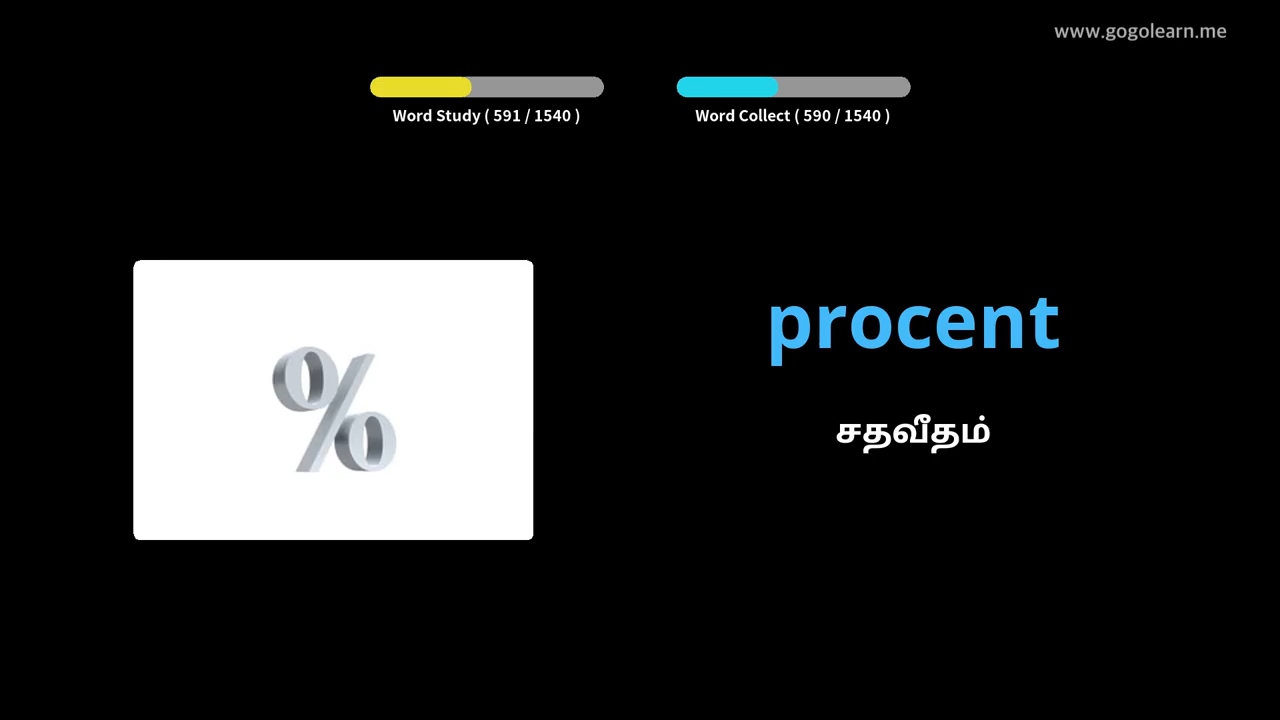 www.gogolearn.me
Word Study ( 591 / 1540 )
Word Collect ( 590 / 1540 )
%
procent
சதவீதம்